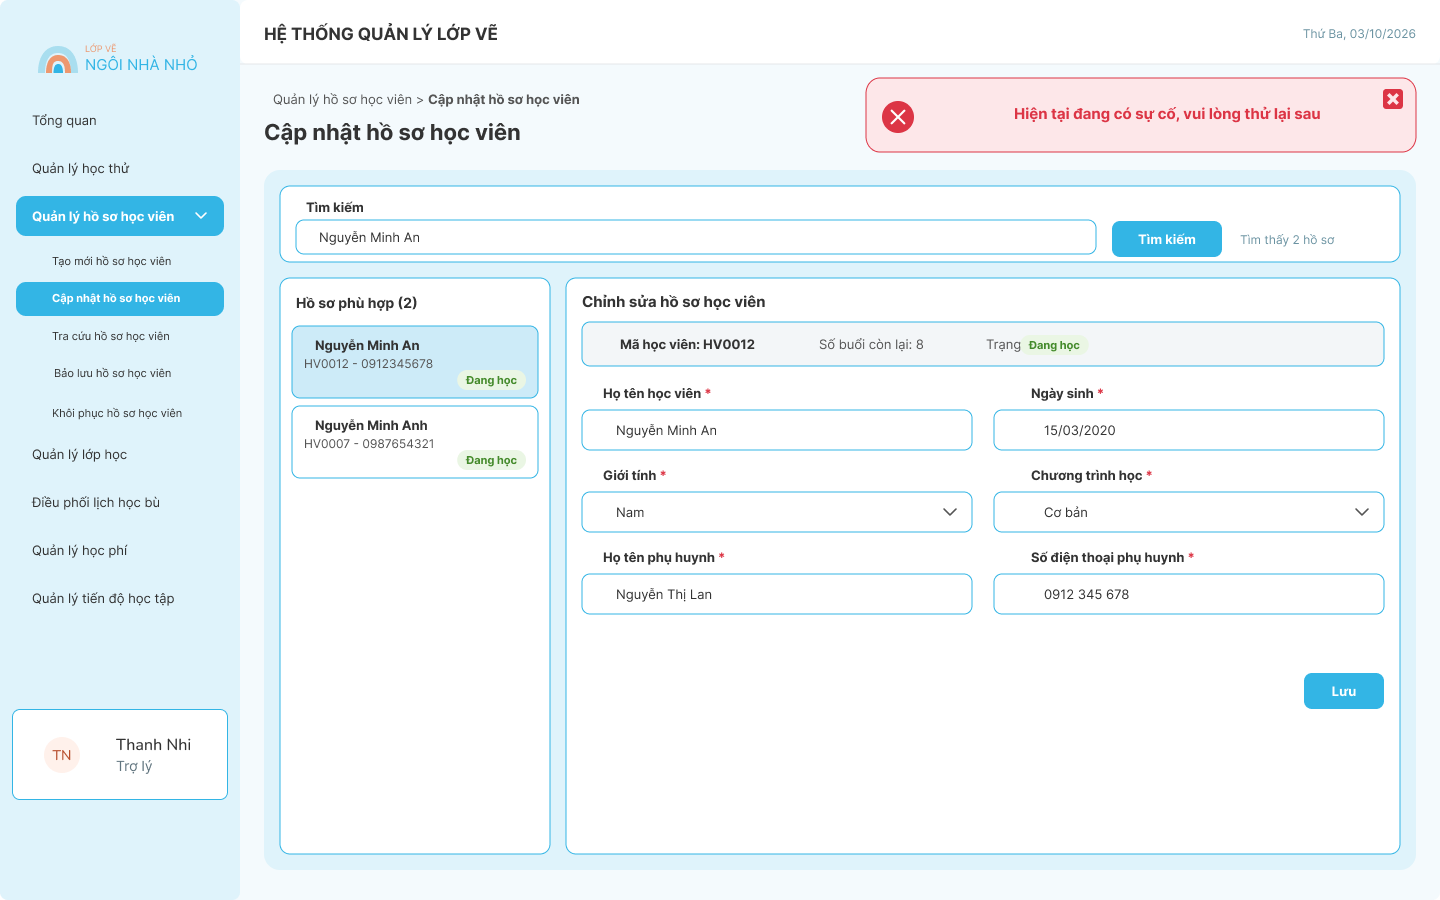 LỚP VẼ
NGÔI NHÀ NHỎ
Tổng quan
Quản lý học thử
Quản lý hồ sơ học viên
Tạo mới hồ sơ học viên
Cập nhật hồ sơ học viên
Tra cứu hồ sơ học viên
Bảo lưu hồ sơ học viên
Khôi phục hồ sơ học viên
Quản lý lớp học
Điều phối lịch học bù
Quản lý học phí
Quản lý tiến độ học tập
TN
Thanh Nhi
Trợ lý
HỆ THỐNG QUẢN LÝ LỚP VẼ
Thứ Ba, 03/10/2026
Quản lý hồ sơ học viên > Cập nhật hồ sơ học viên
Cập nhật hồ sơ học viên
Hiện tại đang có sự cố, vui lòng thử lại sau
Tìm kiếm
Nguyễn Minh An
Tìm kiếm
Tìm thấy 2 hồ sơ
Hồ sơ phù hợp (2)
Nguyễn Minh An
HV0012 - 0912345678
Đang học
Nguyễn Minh Anh
HV0007 - 0987654321
Đang học
Chỉnh sửa hồ sơ học viên
Mã học viên: HV0012
Số buổi còn lại: 8
Trạng
Đang học
Họ tên học viên *
Nguyễn Minh An
Ngày sinh *
15/03/2020
Giới tính *
Nam
Chương trình học *
Cơ bản
Họ tên phụ huynh *
Nguyễn Thị Lan
Số điện thoại phụ huynh *
0912 345 678
Lưu